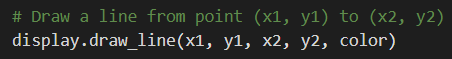 # Draw a line from point (x1, y1) to (x2, y2)
display.draw_line(x1, y1, x2, y2, color)